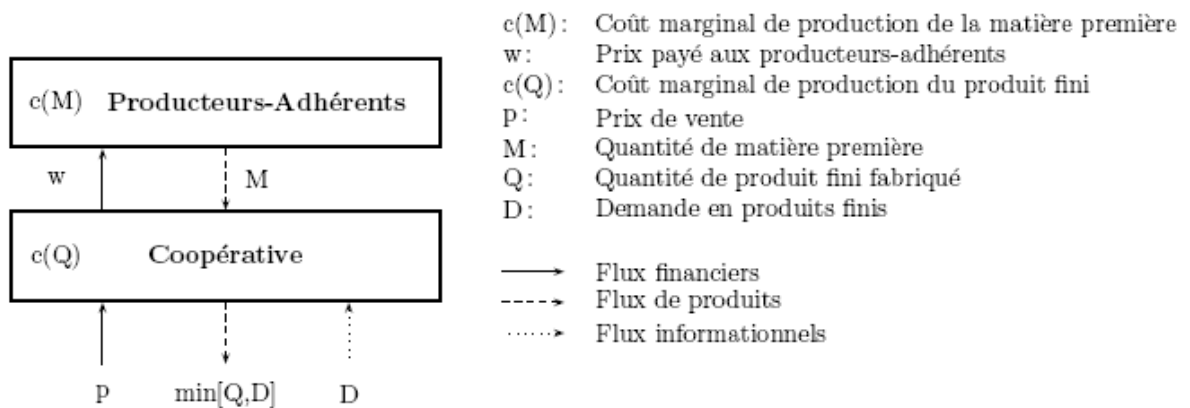 c(M) Producteurs-Adhérents
w
M
c(Q) Coopérative
p
min[Q,D]
D
c(M): Coût marginal de production de la matière première
w: Prix payé aux producteurs-adhérents
c(Q): Coût marginal de production du produit fini
p: Prix de vente
M: Quantité de matière première
Q: Quantité de produit fini fabriqué
D: Demande en produits finis
Flux financiers
Flux de produits
Flux informationnels